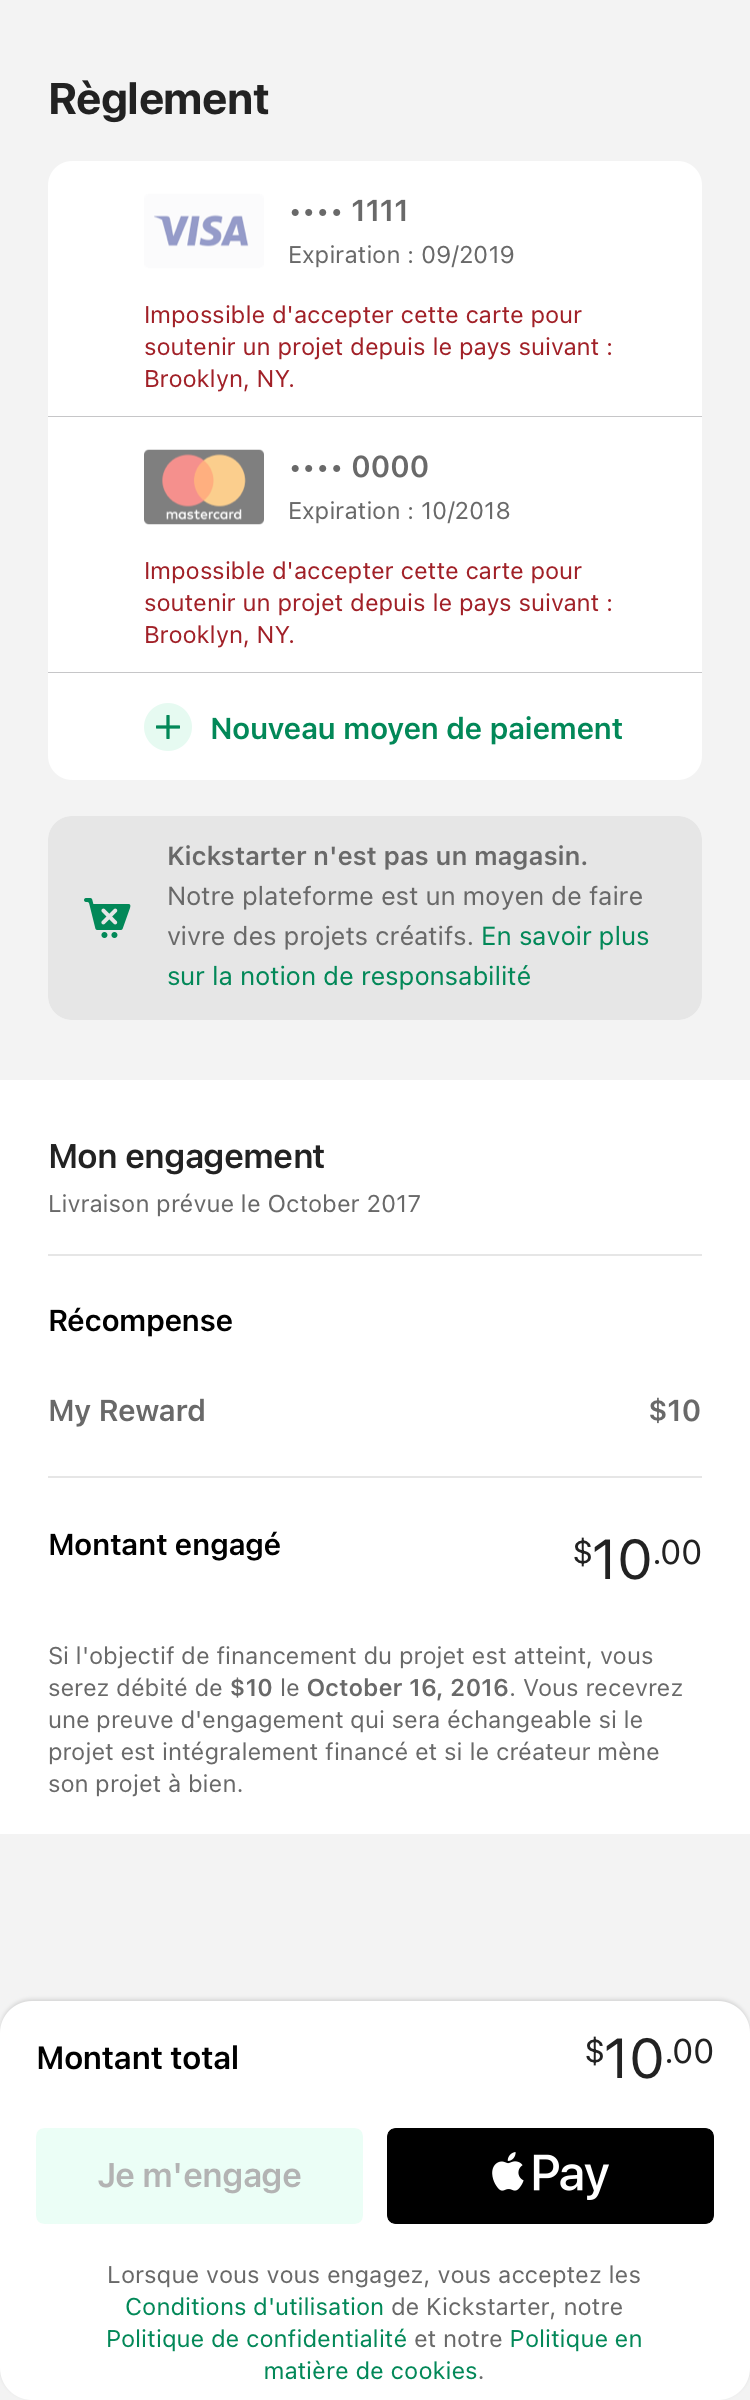 Règlement
VISA
•••• 1111
Expiration : 09/2019
Impossible d'accepter cette carte pour
soutenir un projet depuis le pays suivant :
Brooklyn, NY.
mastercard
•••• 0000
Expiration : 10/2018
Impossible d'accepter cette carte pour
soutenir un projet depuis le pays suivant :
Brooklyn, NY.
+ Nouveau moyen de paiement
Kickstarter n'est pas un magasin.
Notre plateforme est un moyen de faire
vivre des projets créatifs. En savoir plus
sur la notion de responsabilité
Mon engagement
Livraison prévue le October 2017
Récompense
My Reward $10
Montant engagé $10.00
Si l'objectif de financement du projet est atteint, vous
serez débité de $10 le October 16, 2016. Vous recevrez
une preuve d'engagement qui sera échangeable si le
projet est intégralement financé et si le créateur mène
son projet à bien.
Montant total $10.00
Je m'engage
Pay
Lorsque vous vous engagez, vous acceptez les
Conditions d'utilisation de Kickstarter, notre
Politique de confidentialité et notre Politique en
matière de cookies.